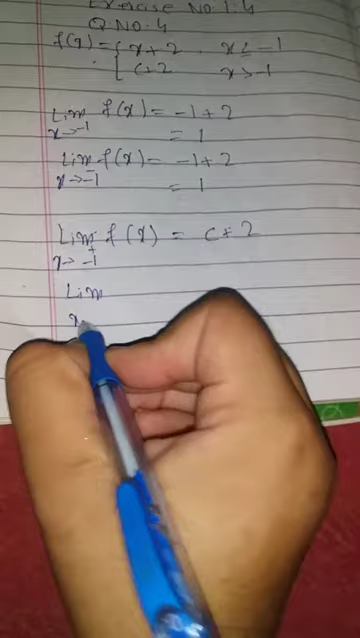 Exercise No 1.4
Q No. 4
f(x) = { x + 2 , x ≤ -1
c+2 x > -1
Lim f(x) = -1 + 2
x→-1
= 1
Lim f(x) = -1+2
x→-1⁻
= 1
Lim f(x) = c+2
x→-1⁺
Lim
x